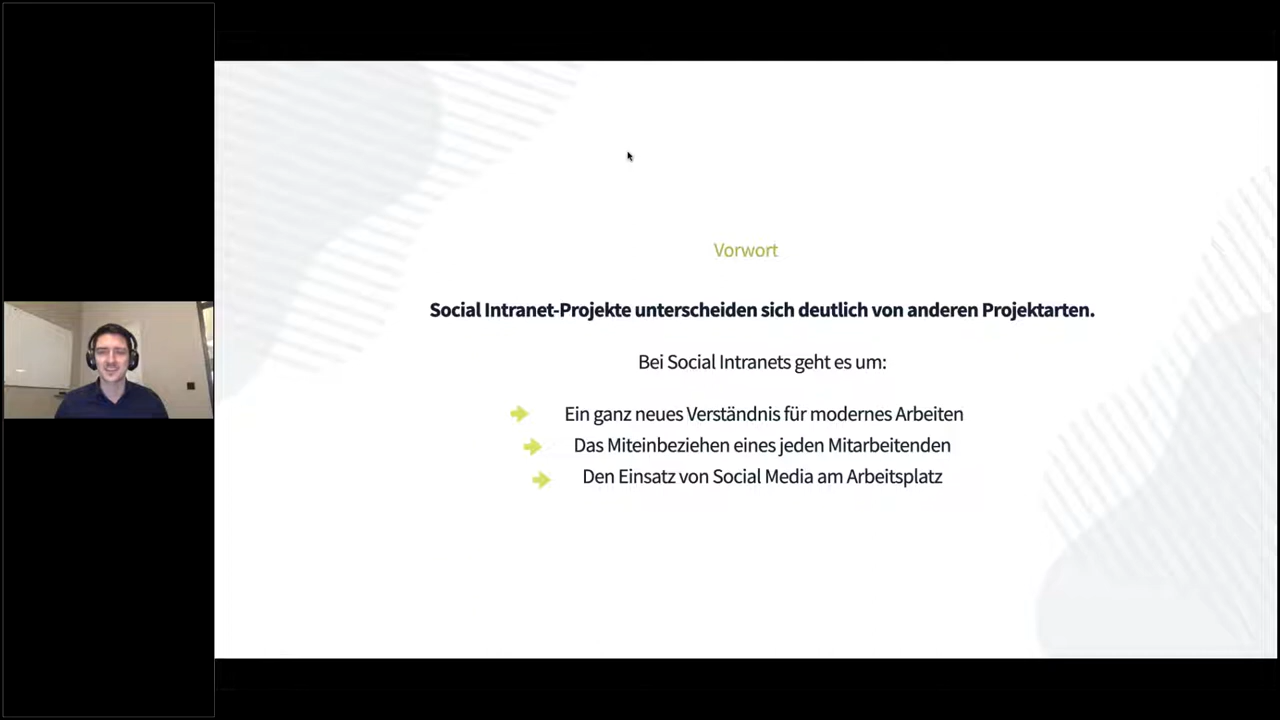 Vorwort
Social Intranet-Projekte unterscheiden sich deutlich von anderen Projektarten.
Bei Social Intranets geht es um:
Ein ganz neues Verständnis für modernes Arbeiten
Das Miteinbeziehen eines jeden Mitarbeitenden
Den Einsatz von Social Media am Arbeitsplatz